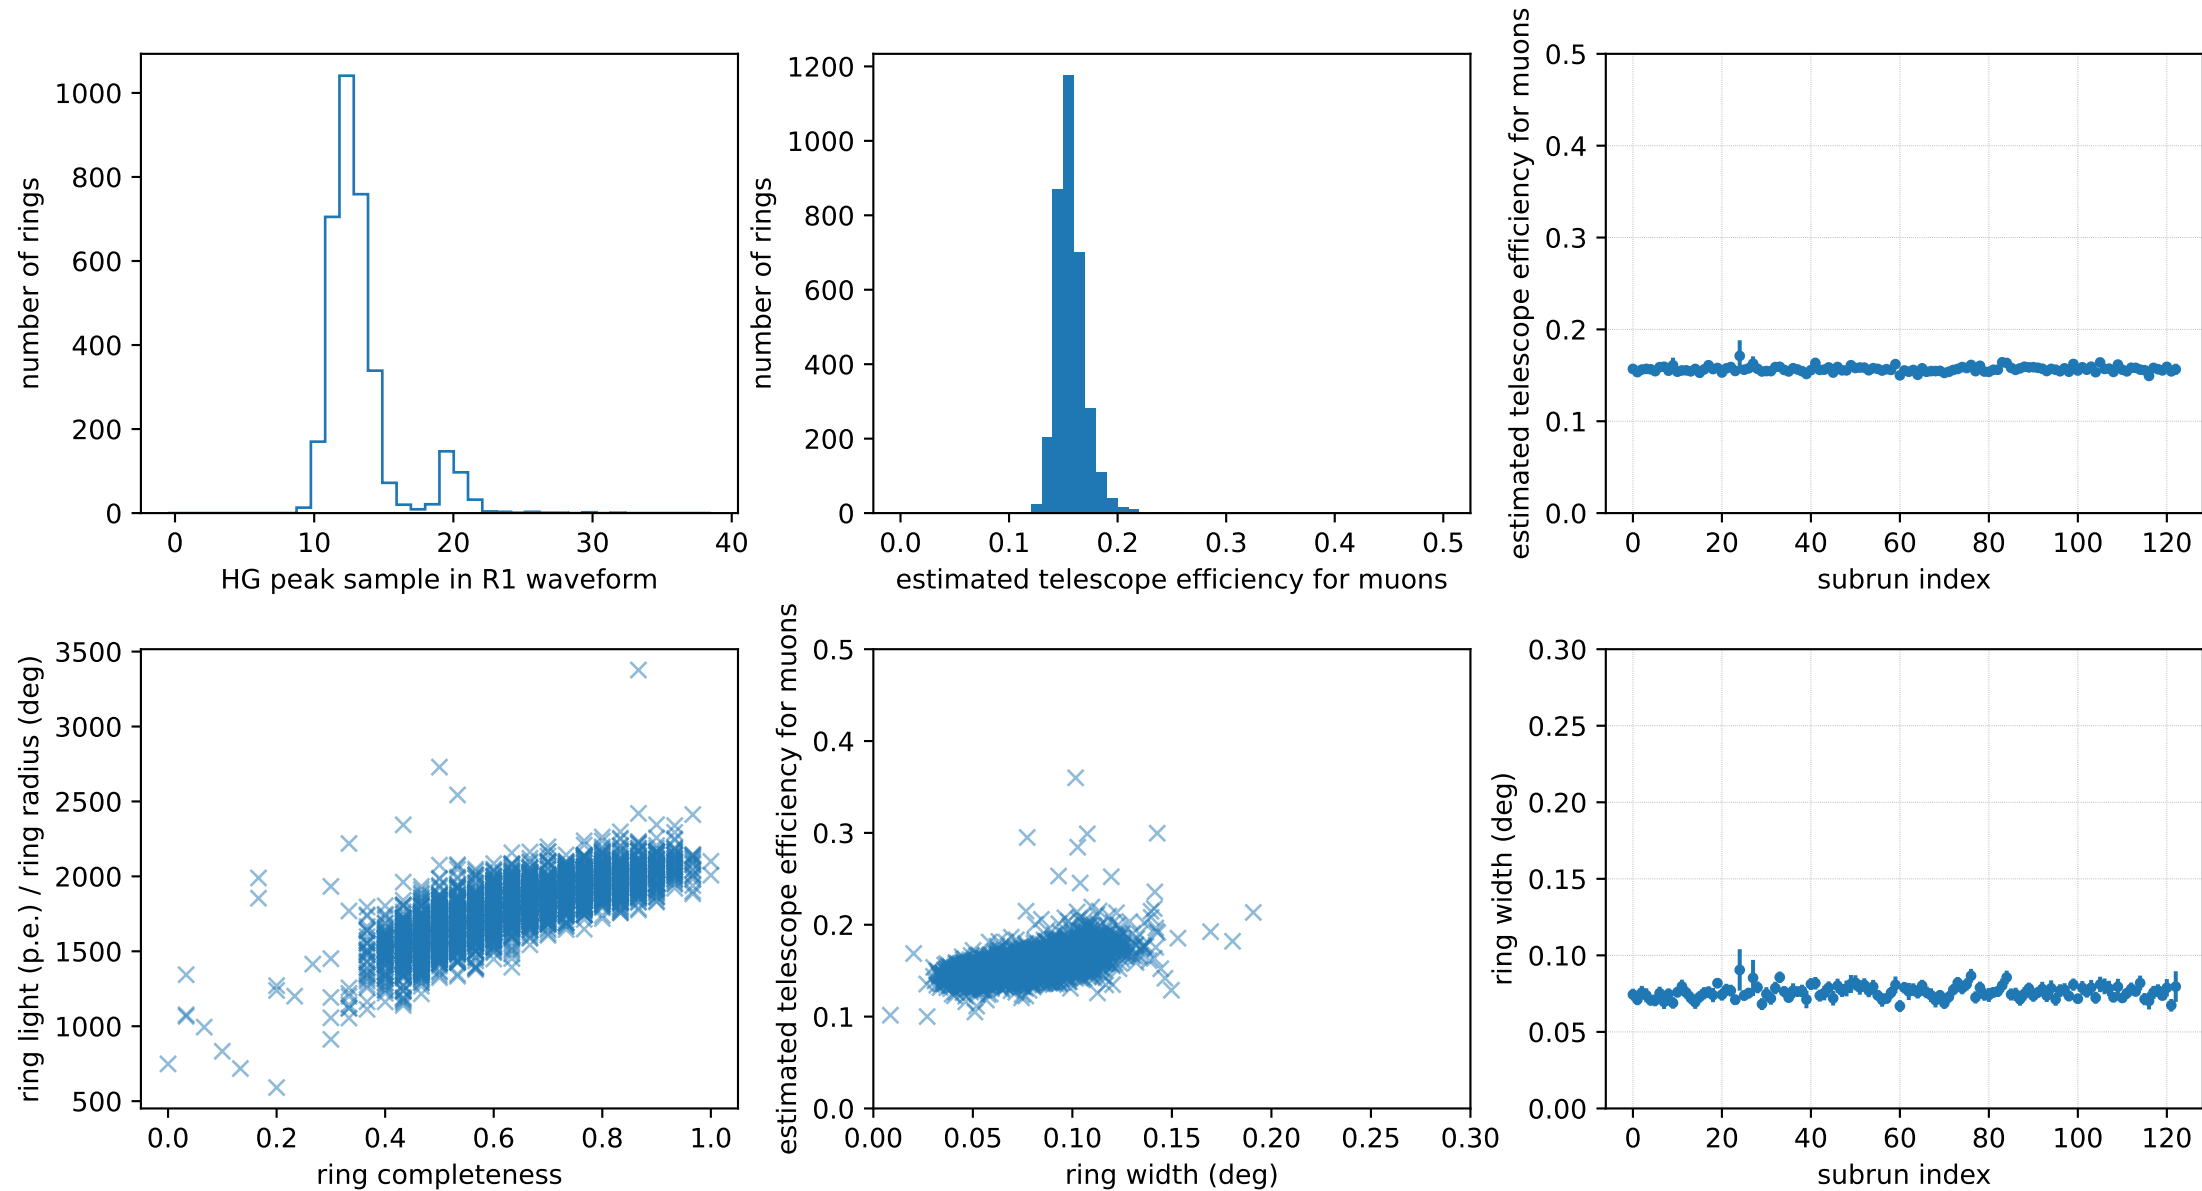 number of rings
1000
800
600
400
200
0
0 10 20 30 40
HG peak sample in R1 waveform
number of rings
1200
1000
800
600
400
200
0
0.0 0.1 0.2 0.3 0.4 0.5
estimated telescope efficiency for muons
estimated telescope efficiency for muons
0.5
0.4
0.3
0.2
0.1
0.0
0 20 40 60 80 100 120
subrun index
ring light (p.e.) / ring radius (deg)
3500
3000
2500
2000
1500
1000
500
0.0 0.2 0.4 0.6 0.8 1.0
ring completeness
estimated telescope efficiency for muons
0.5
0.4
0.3
0.2
0.1
0.0
0.00 0.05 0.10 0.15 0.20 0.25 0.30
ring width (deg)
ring width (deg)
0.30
0.25
0.20
0.15
0.10
0.05
0.00
0 20 40 60 80 100 120
subrun index